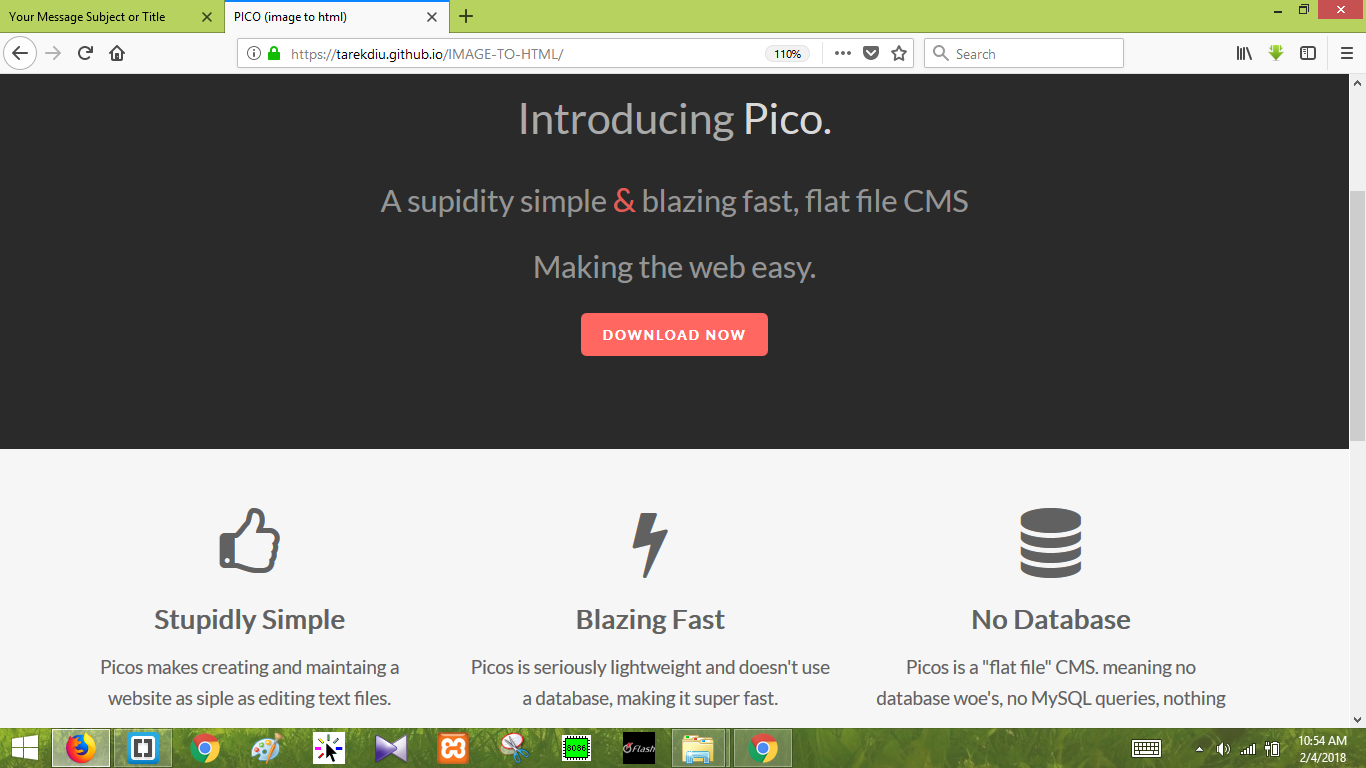 Your Message Subject or Title
PICO (image to html)
https://tarekdiu.github.io/IMAGE-TO-HTML/
110%
Search
Introducing Pico.
A supidity simple & blazing fast, flat file CMS
Making the web easy.
DOWNLOAD NOW
Stupidly Simple
Blazing Fast
No Database
Picos makes creating and maintaing a
website as siple as editing text files.
Picos is seriously lightweight and doesn't use
a database, making it super fast.
Picos is a "flat file" CMS. meaning no
database woe's, no MySQL queries, nothing
8086
Flash
10:54 AM
2/4/2018